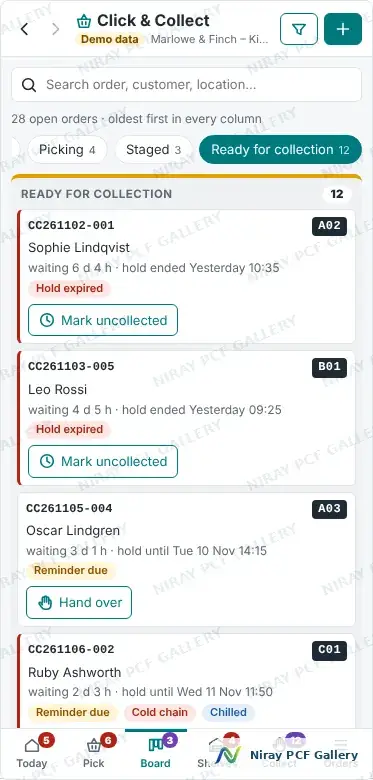 Click & Collect
Demo data Marlowe & Finch – Ki...
Search order, customer, location...
28 open orders · oldest first in every column
Picking 4
Staged 3
Ready for collection 12
READY FOR COLLECTION 12
CC261102-001 A02
Sophie Lindqvist
waiting 6 d 4 h · hold ended Yesterday 10:35
Hold expired
Mark uncollected
CC261103-005 B01
Leo Rossi
waiting 4 d 5 h · hold ended Yesterday 09:25
Hold expired
Mark uncollected
CC261105-004 A03
Oscar Lindgren
waiting 3 d 1 h · hold until Tue 10 Nov 14:15
Reminder due
Hand over
CC261106-002 C01
Ruby Ashworth
waiting 2 d 3 h · hold until Wed 11 Nov 11:50
Reminder due Cold chain Chilled
5 6 3
Today Pick Board
Niray PCF Gallery
NIRAY PCF GALLERY